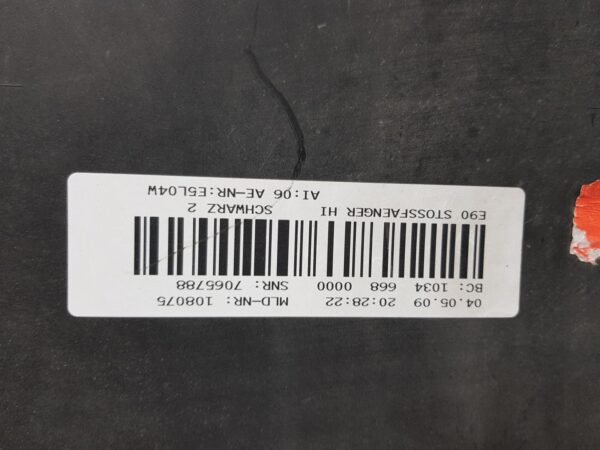 04.05.09 20:28:22 MLD-NR: 108075
BC: 1034 668 0000 SNR: 7065788
E90 STOSSFAENGER HI SCHWARZ 2
AI:06 AE-NR:E5L04W